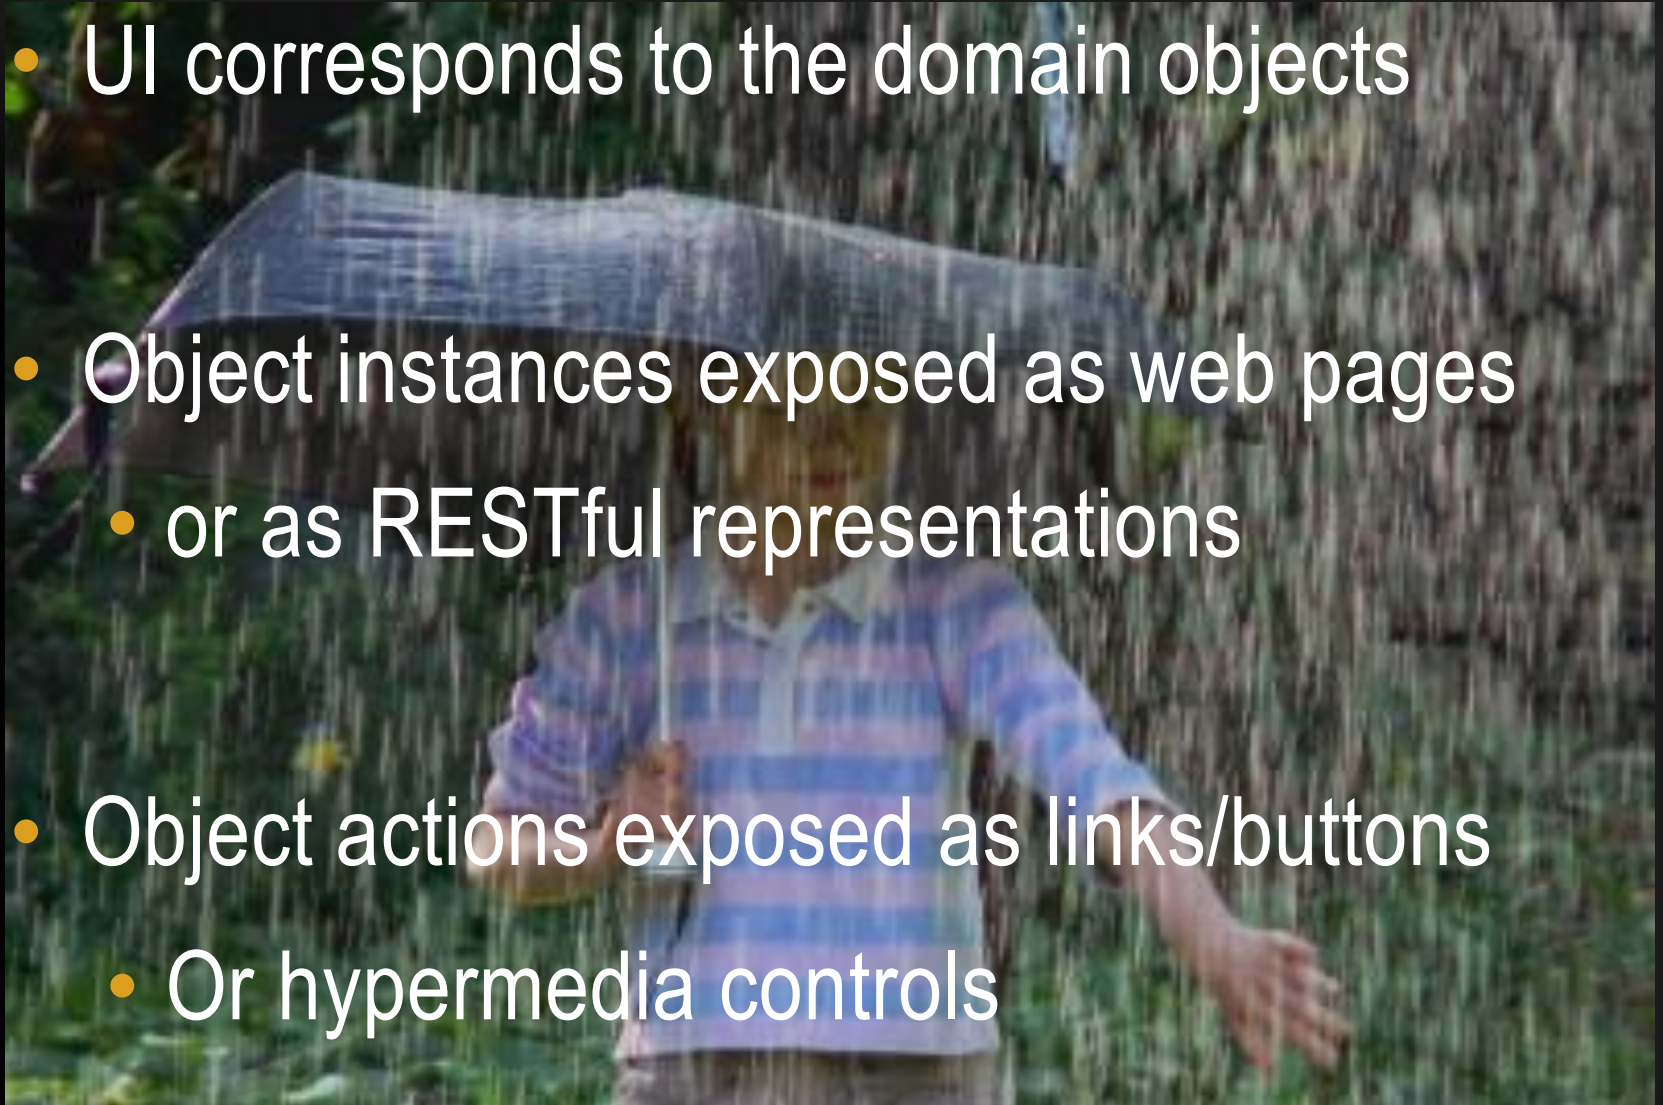 • UI corresponds to the domain objects
• Object instances exposed as web pages
• or as RESTful representations
• Object actions exposed as links/buttons
• Or hypermedia controls